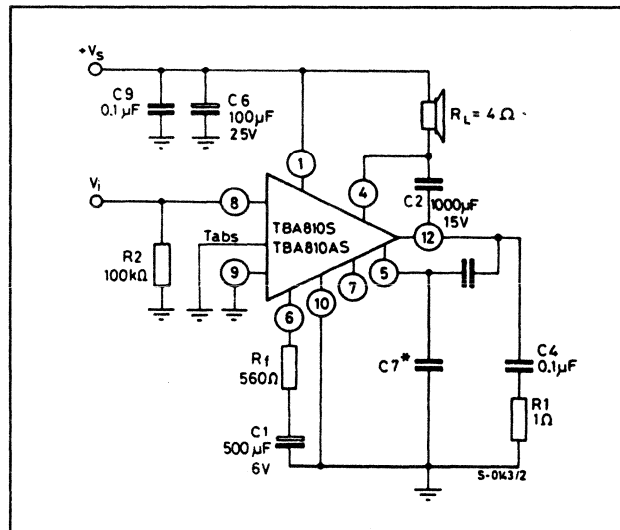 +Vs
C9
0.1µF
C6
100µF
25V
RL = 4Ω
1
4
C2
1000µF
15V
Vi
8
Tabs
TBA810S
TBA810AS
12
R2
100kΩ
9
5
7
10
6
Rf
560Ω
C7*
C4
0.1µF
C1
500µF
6V
R1
1Ω
S-0143/2